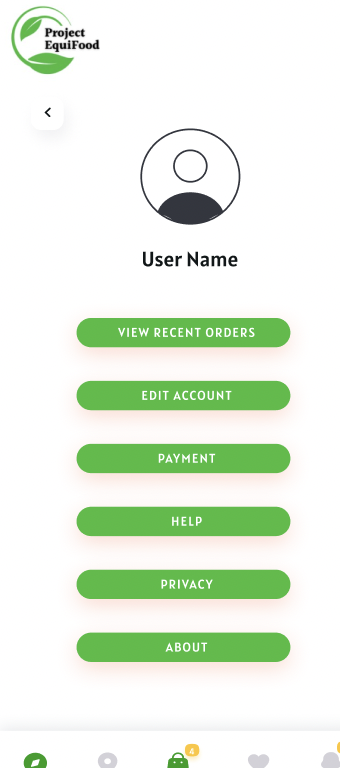 Project
EquiFood
User Name
VIEW RECENT ORDERS
EDIT ACCOUNT
PAYMENT
HELP
PRIVACY
ABOUT
4